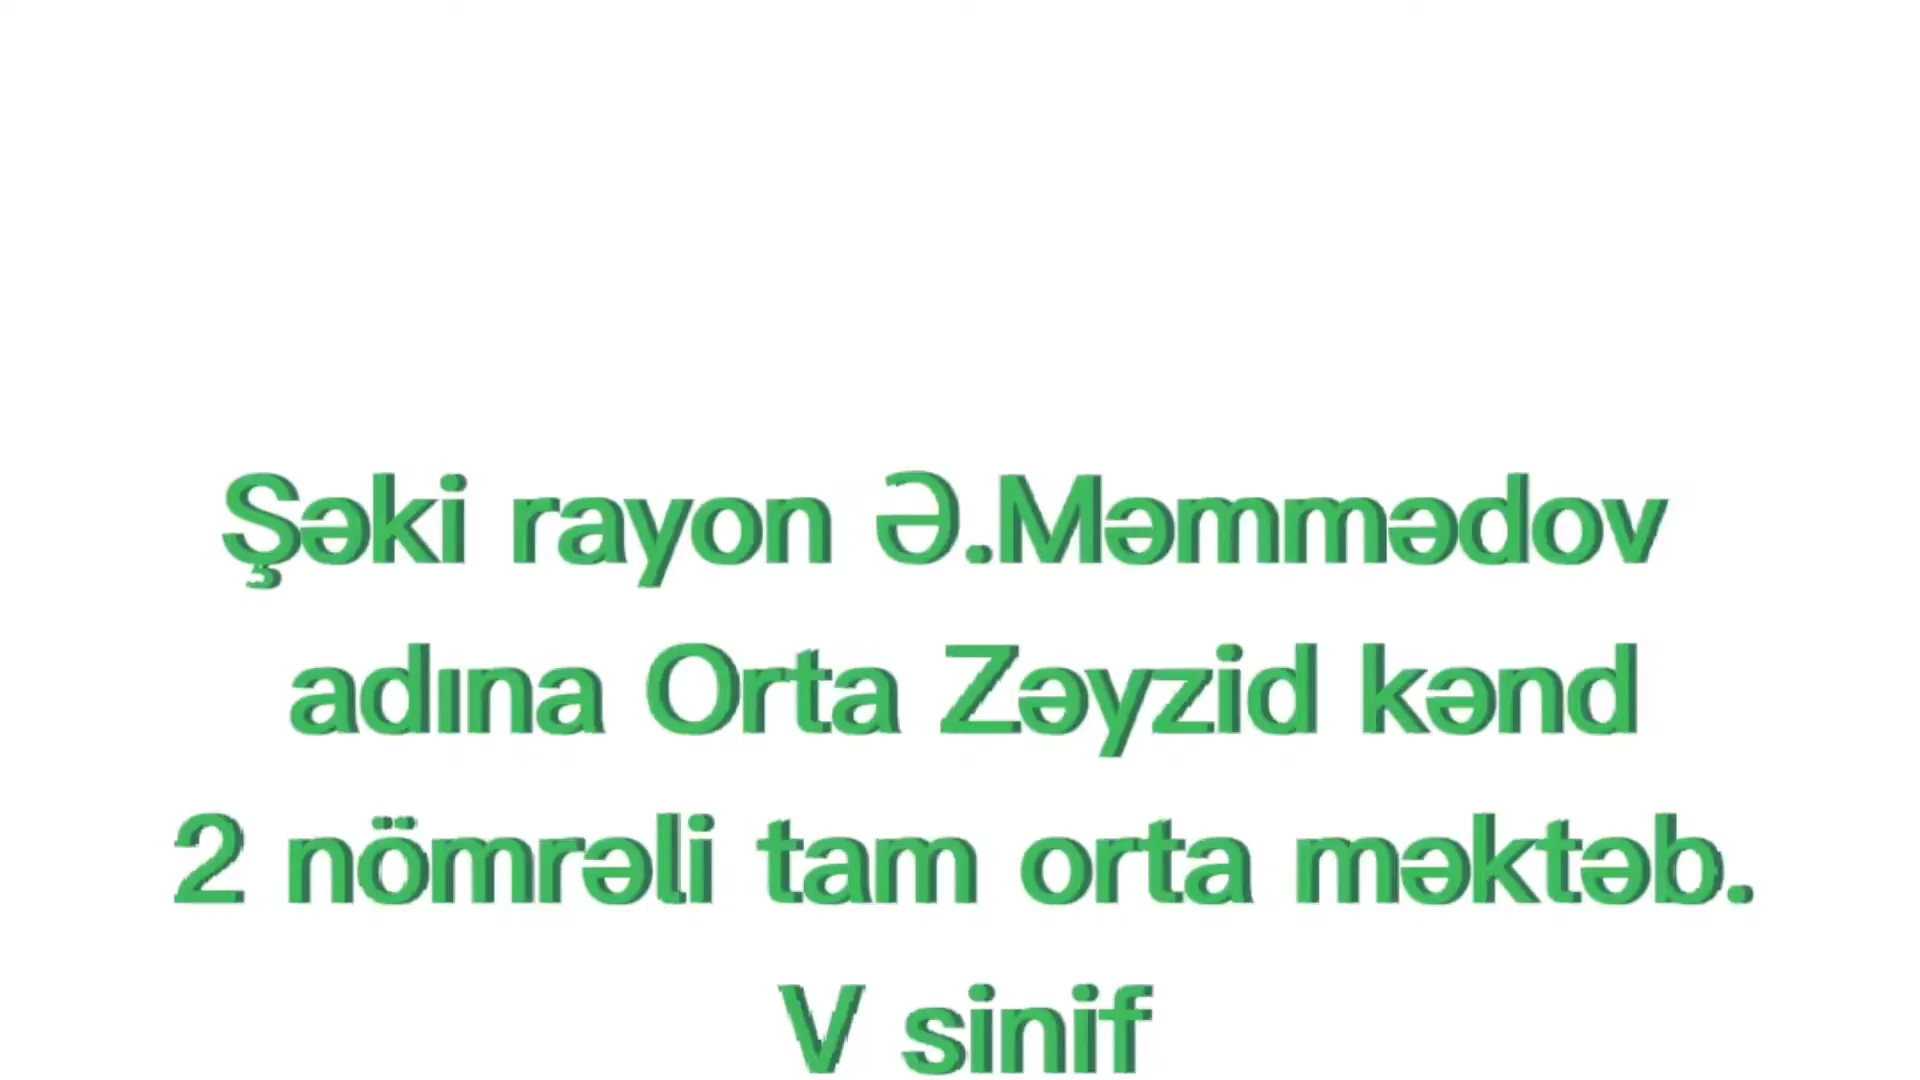 Şəki rayon Ə.Məmmədov
adına Orta Zəyzid kənd
2 nömrəli tam orta məktəb.
V sinif